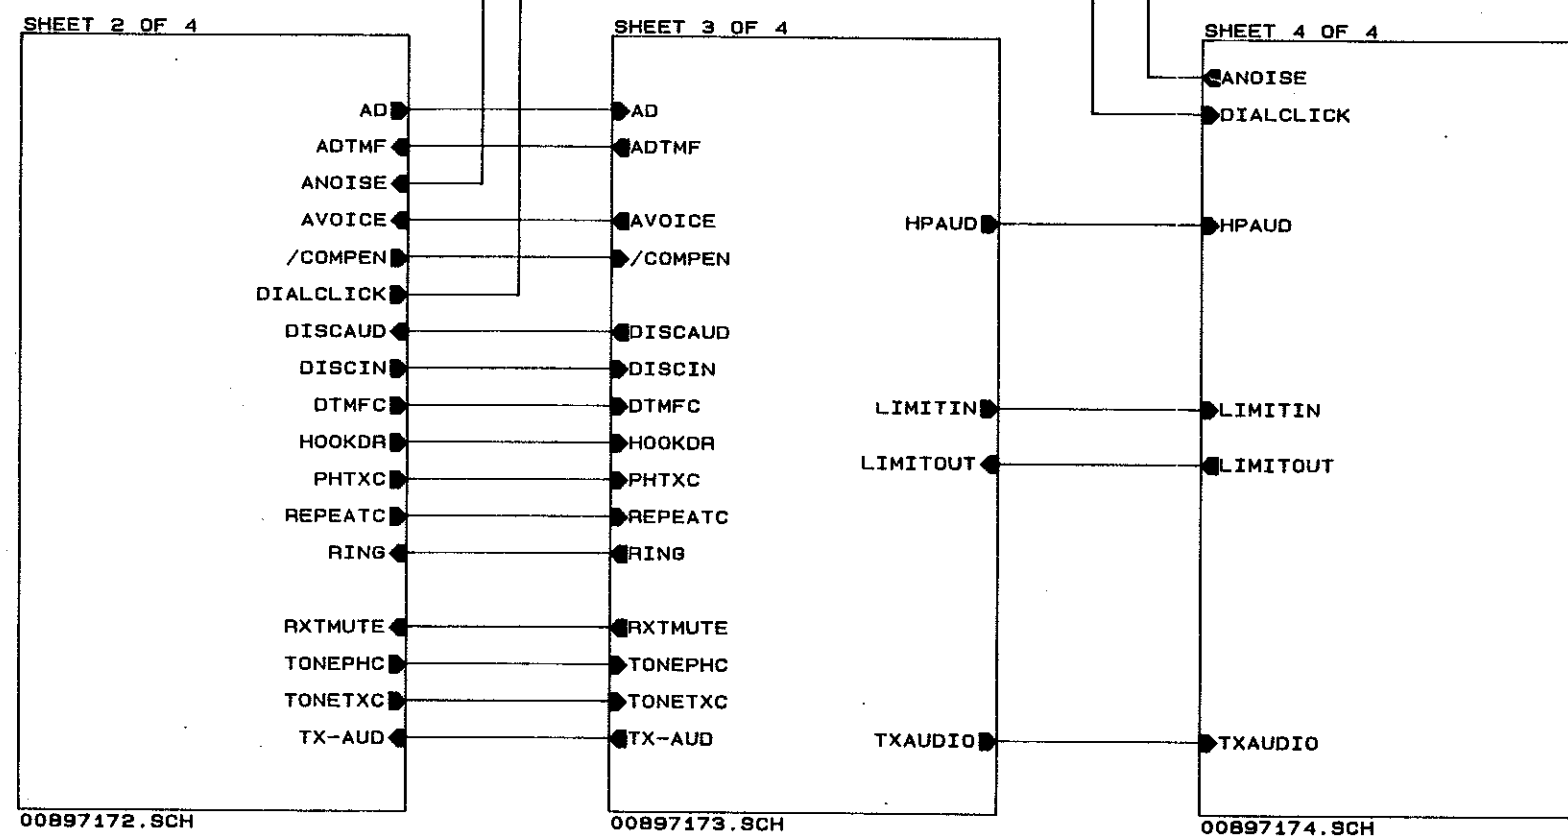 SHEET 2 OF 4
AD
ADTMF
ANOISE
AVOICE
/COMPEN
DIALCLICK
DISCAUD
DISCIN
DTMFC
HOOKDR
PHTXC
REPEATC
RING
RXTMUTE
TONEPHC
TONETXC
TX-AUD
00897172.SCH
SHEET 3 OF 4
AD
ADTMF
AVOICE
/COMPEN
DISCAUD
DISCIN
DTMFC
HOOKDR
PHTXC
REPEATC
RING
RXTMUTE
TONEPHC
TONETXC
TX-AUD
HPAUD
LIMITIN
LIMITOUT
TXAUDIO
00897173.SCH
SHEET 4 OF 4
ANOISE
DIALCLICK
HPAUD
LIMITIN
LIMITOUT
TXAUDIO
00897174.SCH